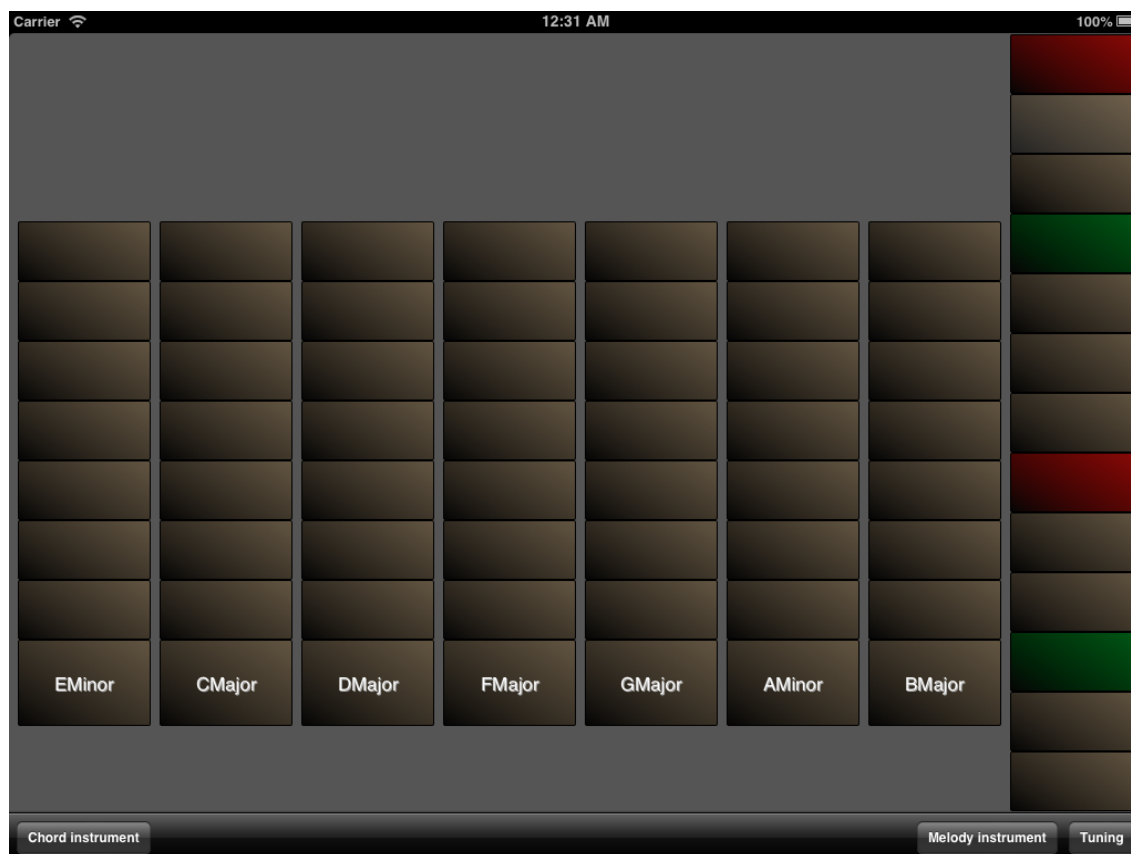 Carrier 12:31 AM 100%
EMinor CMajor DMajor FMajor GMajor AMinor BMajor
Chord instrument Melody instrument Tuning